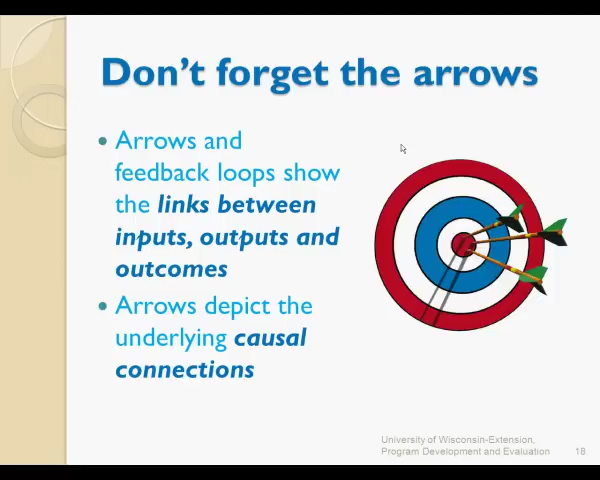 Don't forget the arrows
• Arrows and
feedback loops show
the links between
inputs, outputs and
outcomes
• Arrows depict the
underlying causal
connections
University of Wisconsin-Extension,
Program Development and Evaluation
18